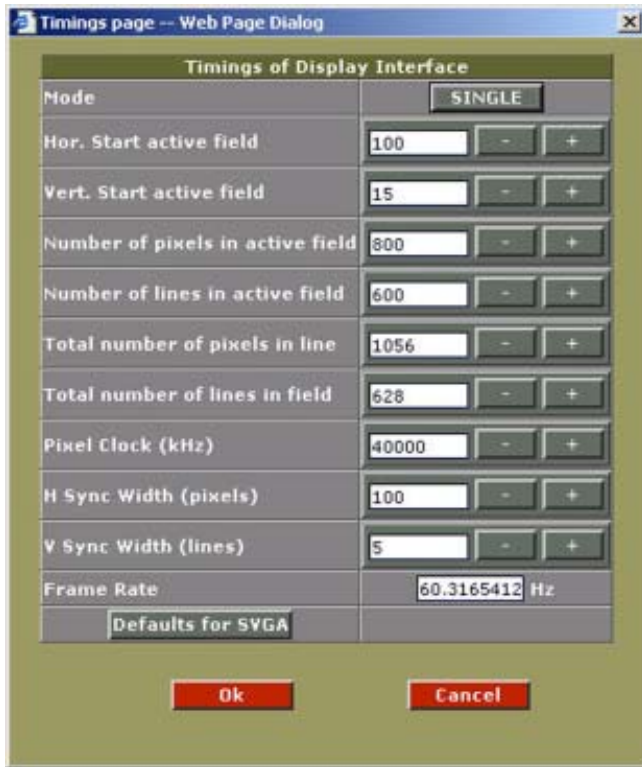 Timings page -- Web Page Dialog
Timings of Display Interface
Mode SINGLE
Hor. Start active field 100 - +
Vert. Start active field 15 - +
Number of pixels in active field 800 - +
Number of lines in active field 600 - +
Total number of pixels in line 1056 - +
Total number of lines in field 628 - +
Pixel Clock (kHz) 40000 - +
H Sync Width (pixels) 100 - +
V Sync Width (lines) 5 - +
Frame Rate 60.3165412 Hz
Defaults for SVGA
Ok Cancel